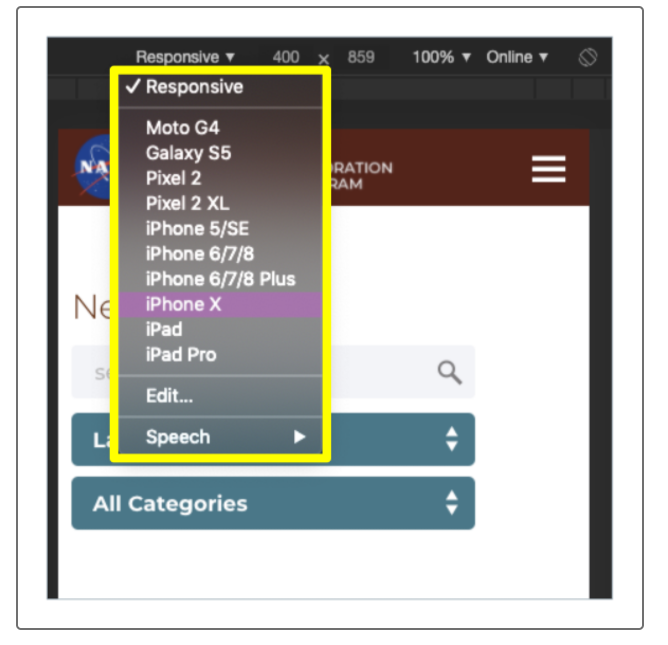 Responsive ▼ 400 × 859 100% ▼ Online ▼
✓ Responsive
Moto G4
Galaxy S5
Pixel 2
Pixel 2 XL
iPhone 5/SE
iPhone 6/7/8
iPhone 6/7/8 Plus
iPhone X
iPad
iPad Pro
Edit...
Speech ▶
NA
RATION
RAM
Ne
La
All Categories